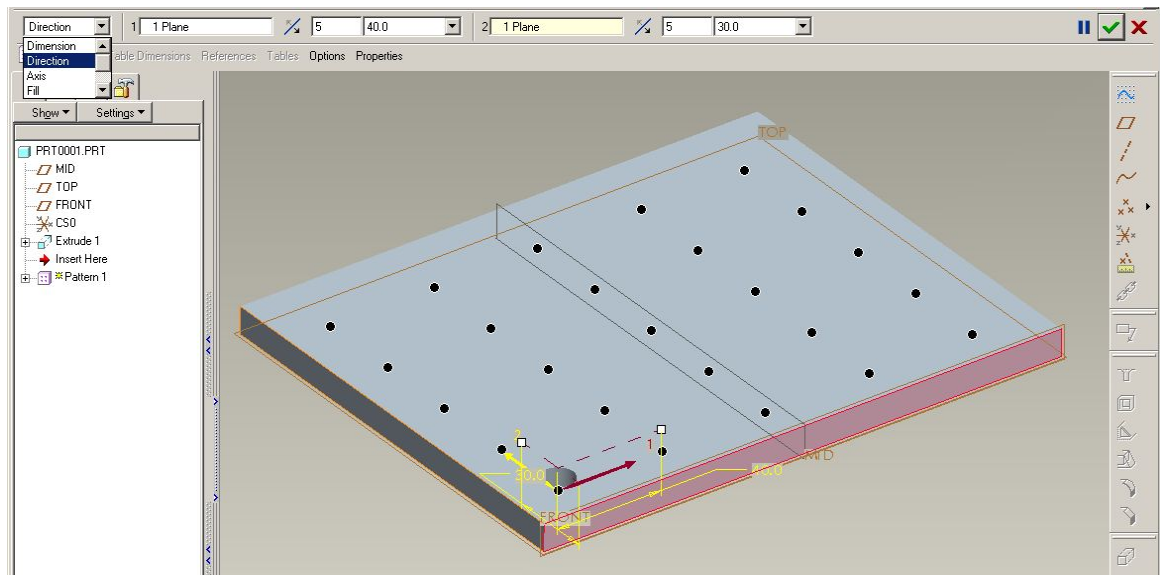 Direction 1 1 Plane 5 40.0 2 1 Plane 5 30.0
Dimension
Direction able Dimensions References Tables Options Properties
Axis
Fill
Show Settings
PRT0001.PRT
MID
TOP
FRONT
CS0
Extrude 1
Insert Here
Pattern 1
TOP
2
1
30.0
40.0
MID
FRONT